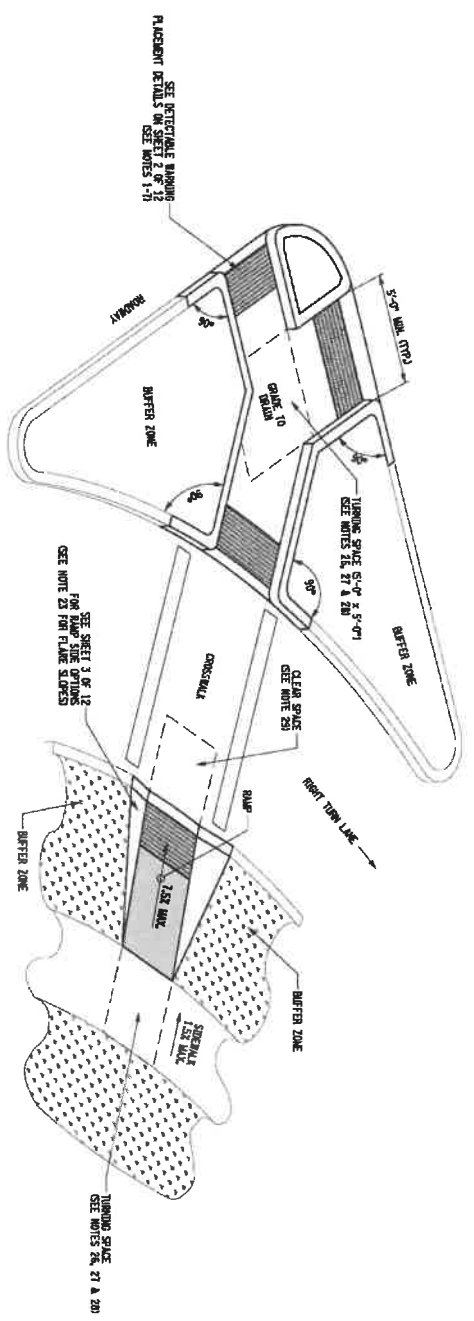 SEE DETECTABLE WARNING
PLACEMENT DETAILS ON SHEET 2 OF 12
(SEE NOTES 1-7)
ROADWAY
5'-0" MIN. (TYP.)
90°
GRADE TO
DRAIN
BUFFER ZONE
90°
90°
90°
TURNING SPACE (5'-0" x 5'-0")
(SEE NOTES 26, 27 & 28)
BUFFER ZONE
SEE SHEET 3 OF 12
FOR RAMP SIDE OPTIONS
(SEE NOTE 23 FOR FLARE SLOPES)
CROSSWALK
CLEAR SPACE
(SEE NOTE 29)
RIGHT TURN LANE
RAMP
7.5% MAX.
BUFFER ZONE
BUFFER ZONE
SIDEWALK
1.5% MAX.
TURNING SPACE
(SEE NOTES 26, 27 & 28)